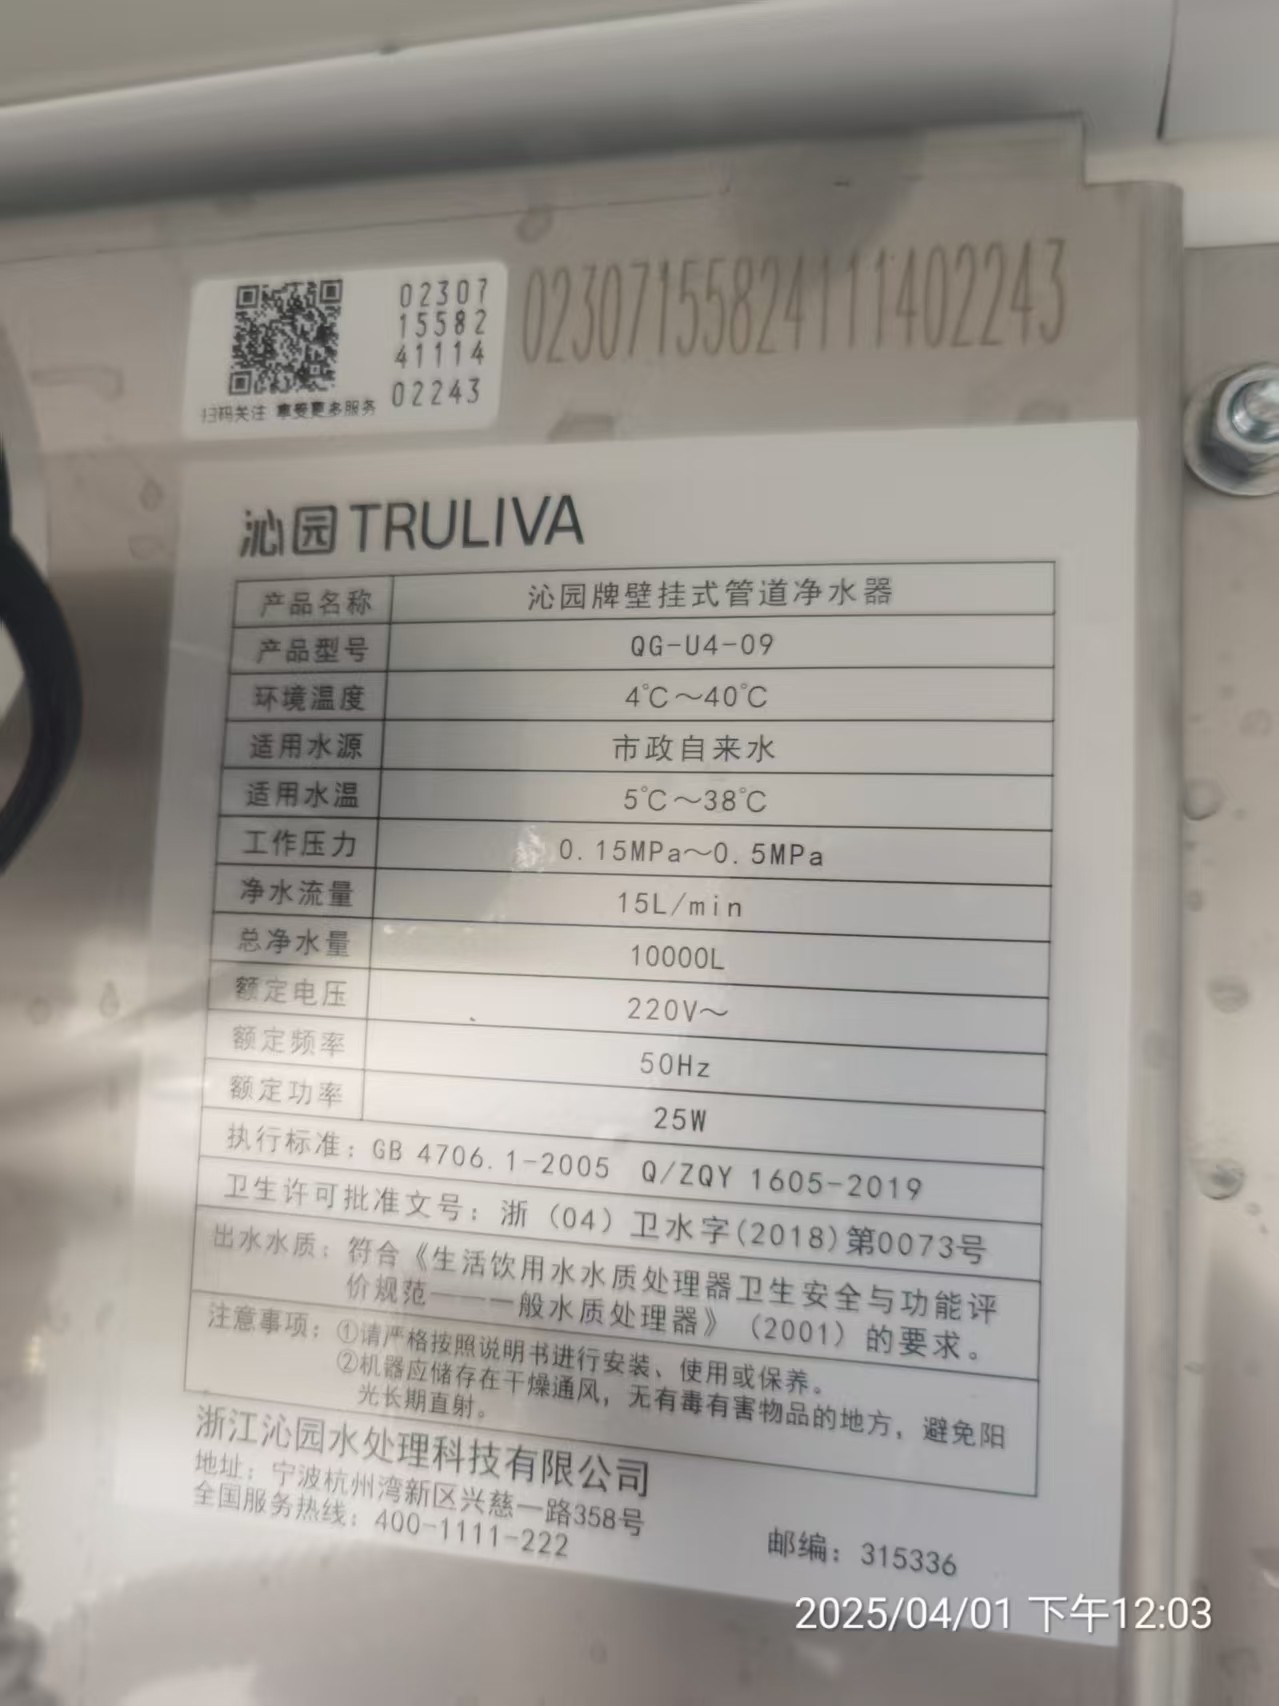 02307
15582
41114
02243
扫码关注 享受更多服务
02307155824111402243
沁园TRULIVA
产品名称 沁园牌壁挂式管道净水器
产品型号 QG-U4-09
环境温度 4℃～40℃
适用水源 市政自来水
适用水温 5℃～38℃
工作压力 0.15MPa～0.5MPa
净水流量 15L/min
总净水量 10000L
额定电压 220V～
额定频率 50Hz
额定功率 25W
执行标准：GB 4706.1-2005 Q/ZQY 1605-2019
卫生许可批准文号：浙（04）卫水字(2018)第0073号
出水水质：符合《生活饮用水水质处理器卫生安全与功能评
价规范———一般水质处理器》（2001）的要求。
注意事项：①请严格按照说明书进行安装、使用或保养。
②机器应储存在干燥通风，无有毒有害物品的地方，避免阳
光长期直射。
浙江沁园水处理科技有限公司
地址：宁波杭州湾新区兴慈一路358号
全国服务热线：400-1111-222 邮编：315336
2025/04/01 下午12:03